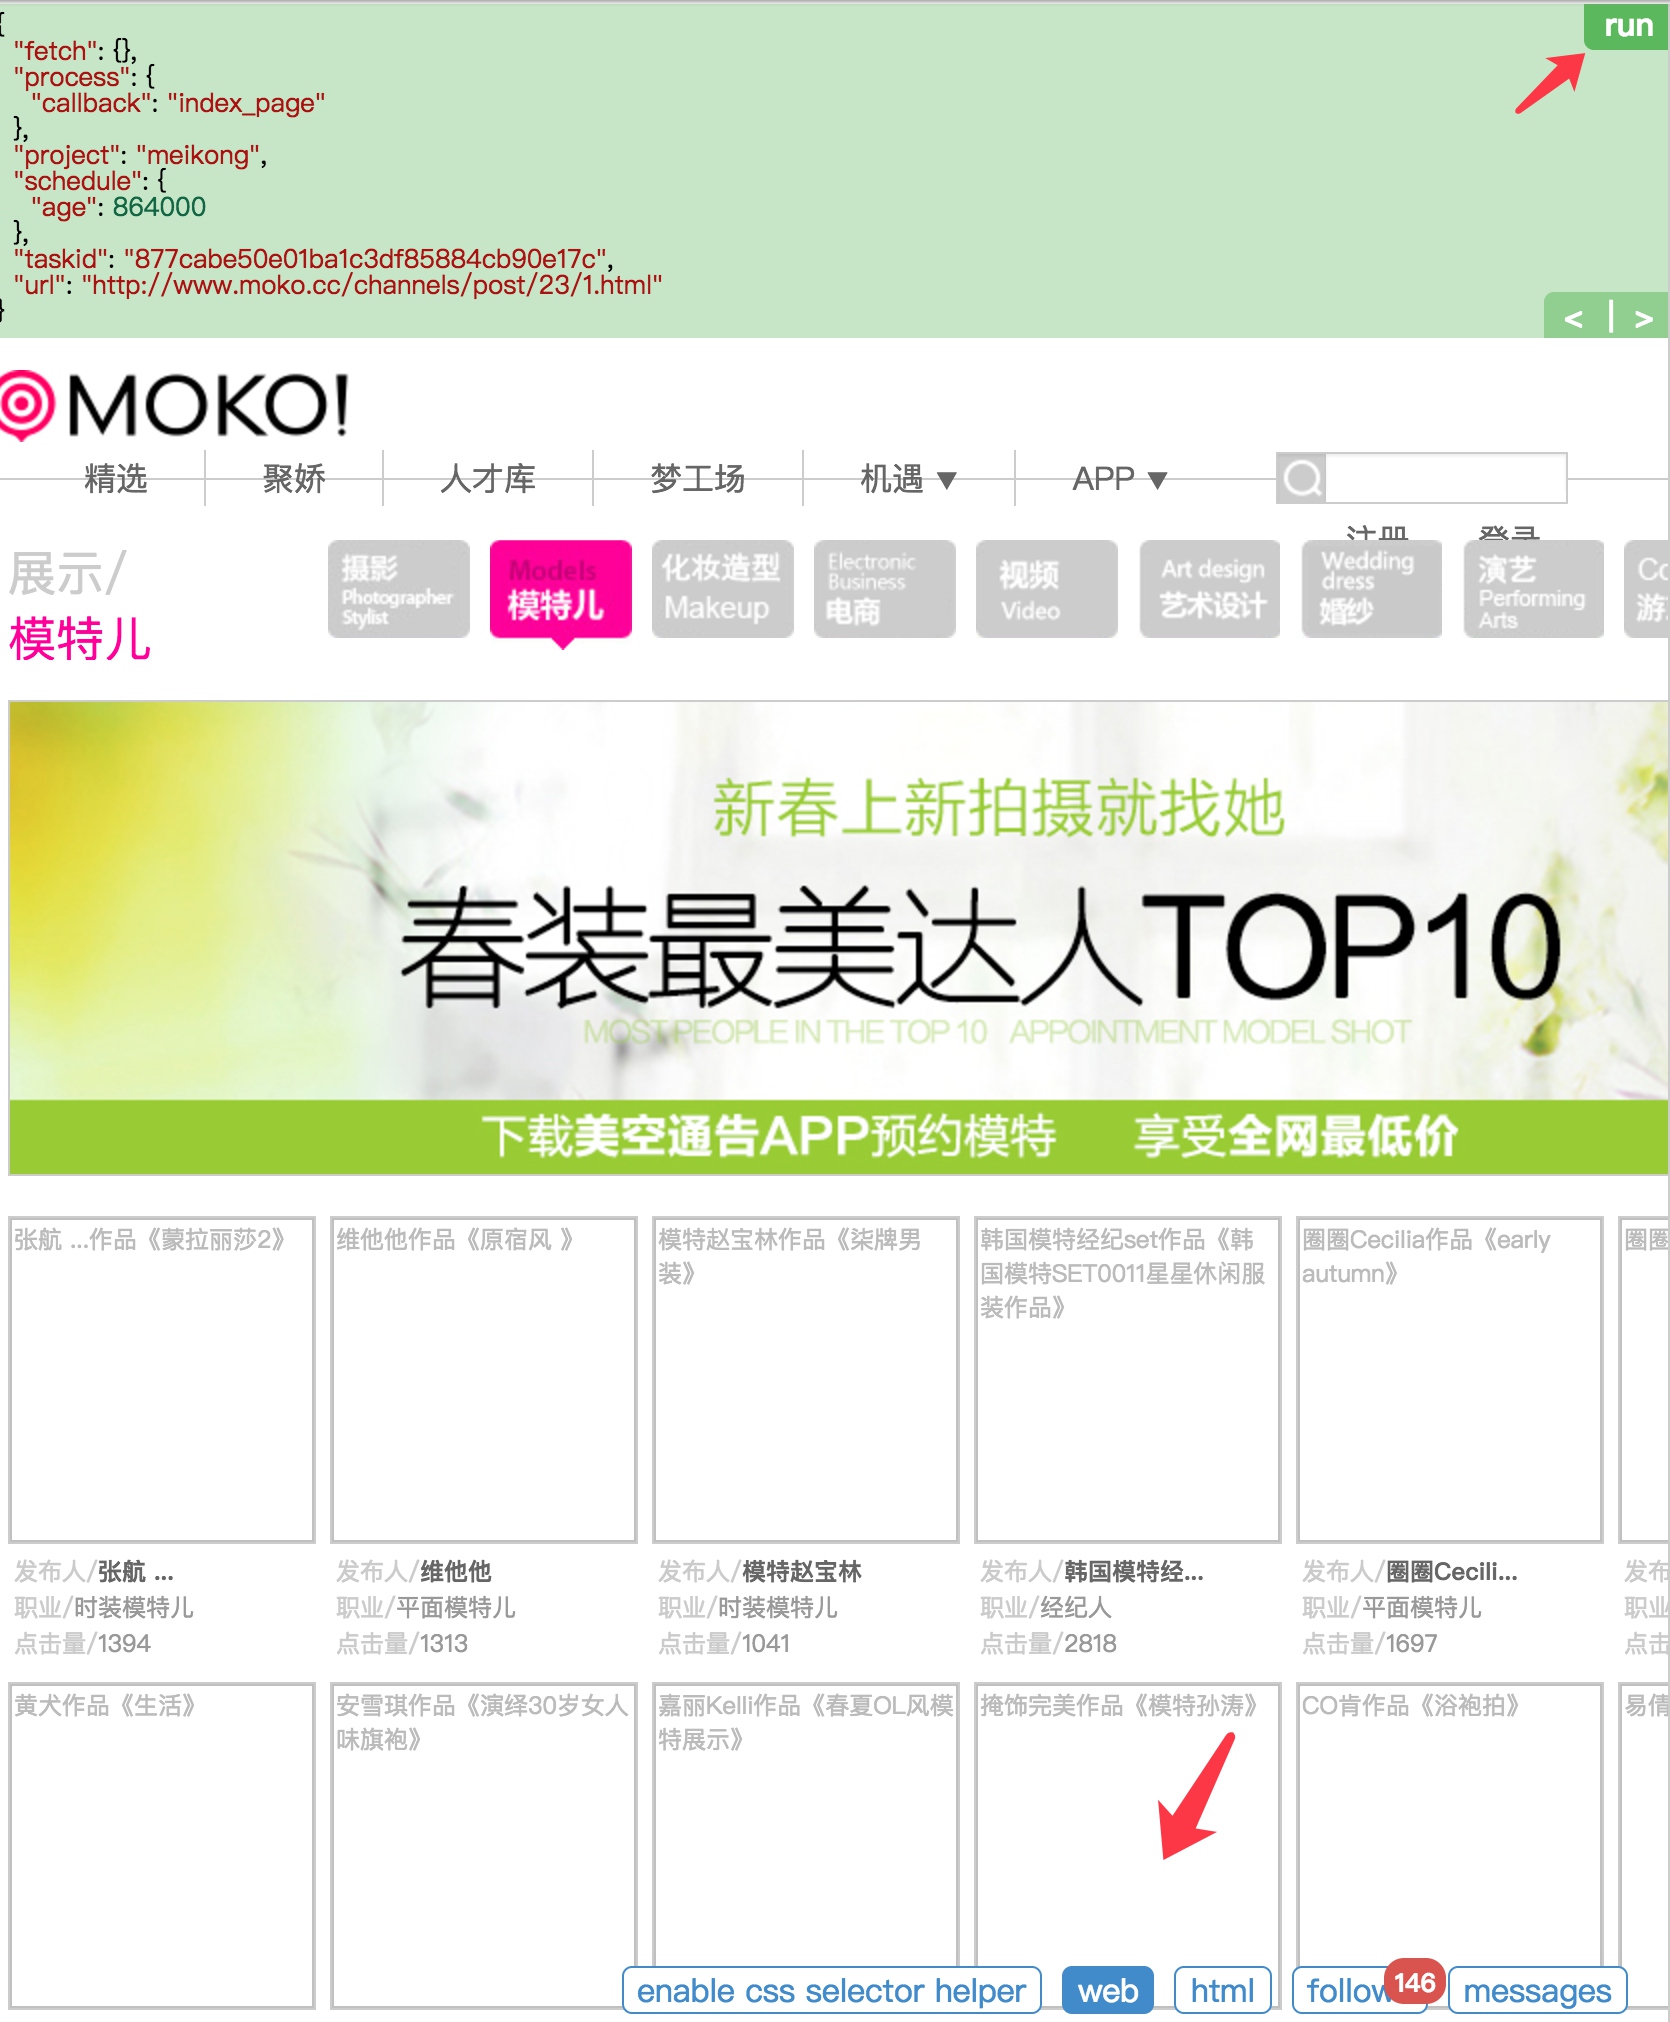 {
"fetch": {},
"process": {
"callback": "index_page"
},
"project": "meikong",
"schedule": {
"age": 864000
},
"taskid": "877cabe50e01ba1c3df85884cb90e17c",
"url": "http://www.moko.cc/channels/post/23/1.html"
}
run
< | >
MOKO!
精选 聚娇 人才库 梦工场 机遇 ▼ APP ▼
注册 登录
展示/
模特儿
摄影
Photographer
Stylist
Models
模特儿
化妆造型
Makeup
Electronic
Business
电商
视频
Video
Art design
艺术设计
Wedding
dress
婚纱
演艺
Performing
Arts
新春上新拍摄就找她
春装最美达人TOP10
MOST PEOPLE IN THE TOP 10 APPOINTMENT MODEL SHOT
下载美空通告APP预约模特 享受全网最低价
张航 ...作品《蒙拉丽莎2》
维他他作品《原宿风 》
模特赵宝林作品《柒牌男
装》
韩国模特经纪set作品《韩
国模特SET0011星星休闲服
装作品》
圈圈Cecilia作品《early
autumn》
圈圈
发布人/张航 ...
职业/时装模特儿
点击量/1394
发布人/维他他
职业/平面模特儿
点击量/1313
发布人/模特赵宝林
职业/时装模特儿
点击量/1041
发布人/韩国模特经...
职业/经纪人
点击量/2818
发布人/圈圈Cecili...
职业/平面模特儿
点击量/1697
发布
职业
点击
黄犬作品《生活》
安雪琪作品《演绎30岁女人
味旗袍》
嘉丽Kelli作品《春夏OL风模
特展示》
掩饰完美作品《模特孙涛》
CO肯作品《浴袍拍》
易倩
enable css selector helper web html follow 146 messages